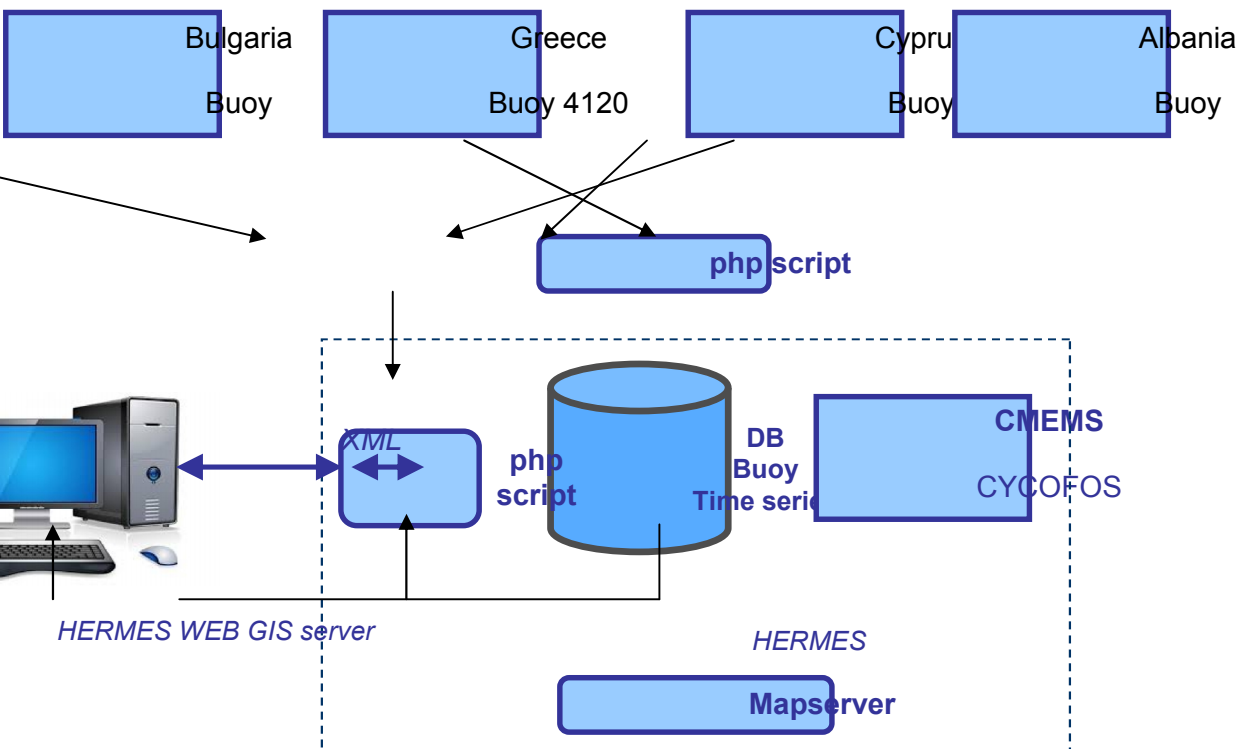 Bulgaria
Buoy
Greece
Buoy 4120
Cypru
Buoy
Albania
Buoy
php script
XML
php
script
DB
Buoy
Time serie
CMEMS
CYCOFOS
HERMES WEB GIS server
HERMES
Mapserver